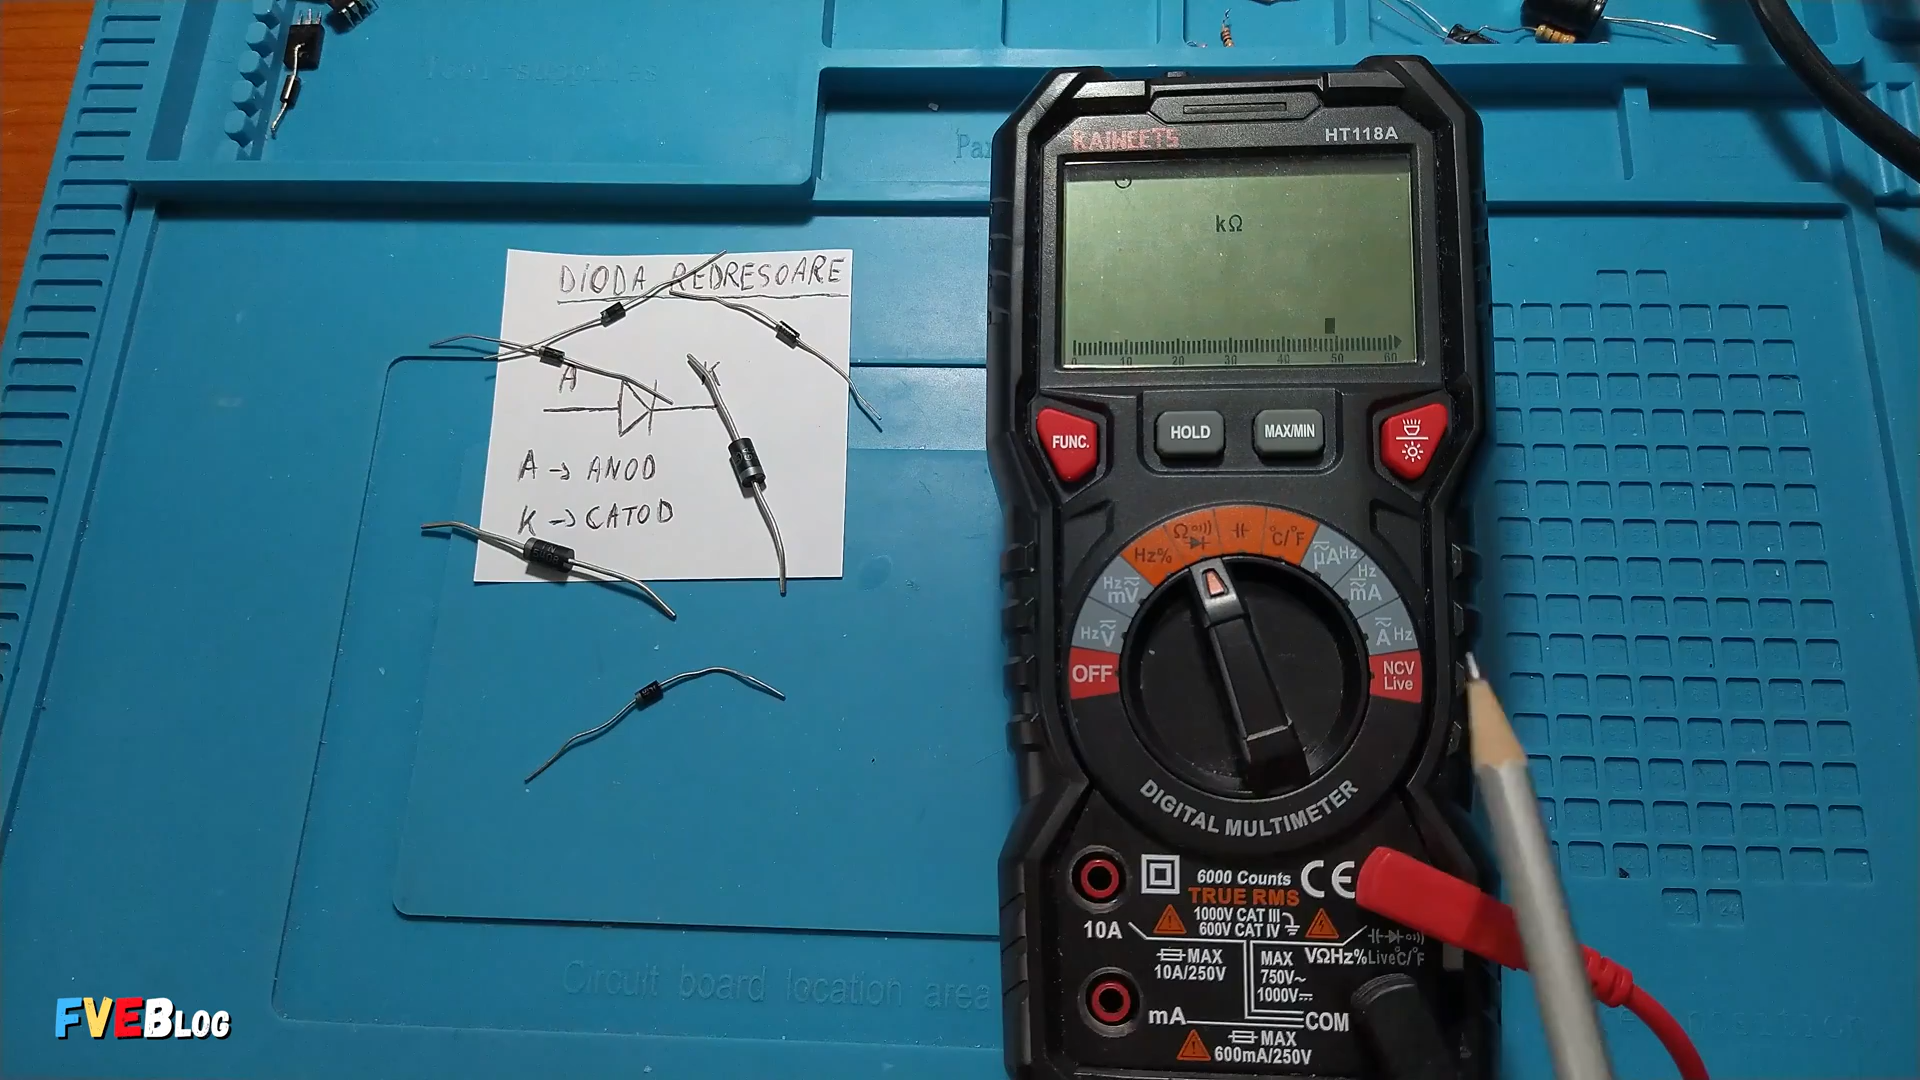 KAIWEETS
HT118A
kΩ
0 10 20 30 40 50 60
DIODA REDRESOARE
A
K
A → ANOD
K → CATOD
FUNC.
HOLD
MAX/MIN
Hz%
Ω
°C/°F
µA Hz
Hz mV
Hz mA
Hz V
A Hz
OFF
NCV
Live
DIGITAL MULTIMETER
6000 Counts
CE
TRUE RMS
1000V CAT III
600V CAT IV
10A
MAX
10A/250V
MAX
750V~
1000V
VΩHz%LiveC/°F
mA
COM
MAX
600mA/250V
Circuit board location area
FVEBLOG